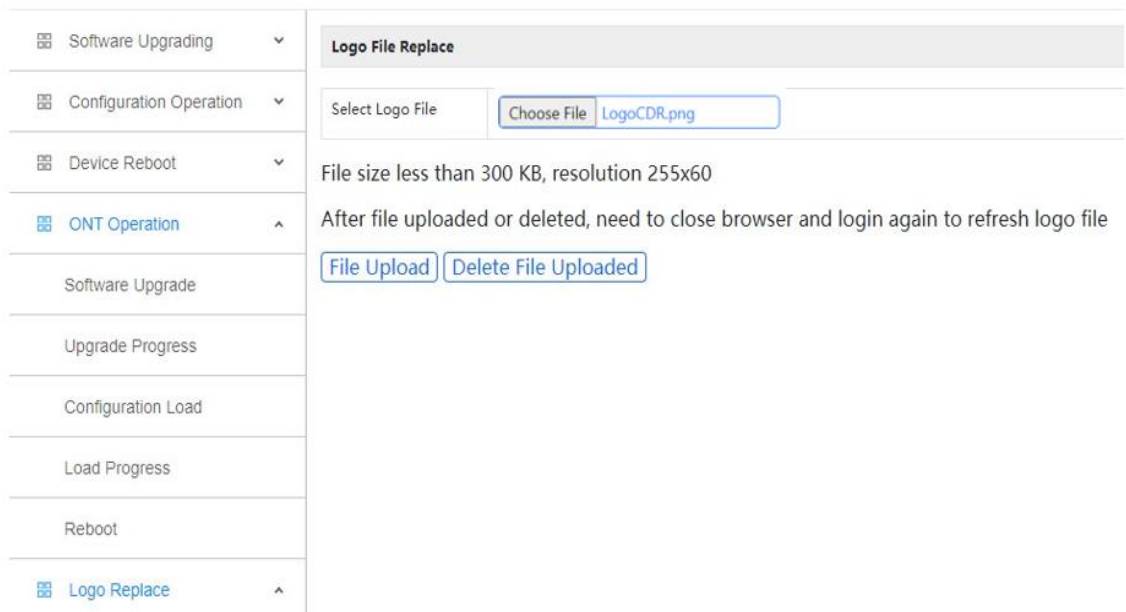 Software Upgrading
Configuration Operation
Device Reboot
ONT Operation
Software Upgrade
Upgrade Progress
Configuration Load
Load Progress
Reboot
Logo Replace
Logo File Replace
Select Logo File
Choose File LogoCDR.png
File size less than 300 KB, resolution 255x60
After file uploaded or deleted, need to close browser and login again to refresh logo file
File Upload Delete File Uploaded